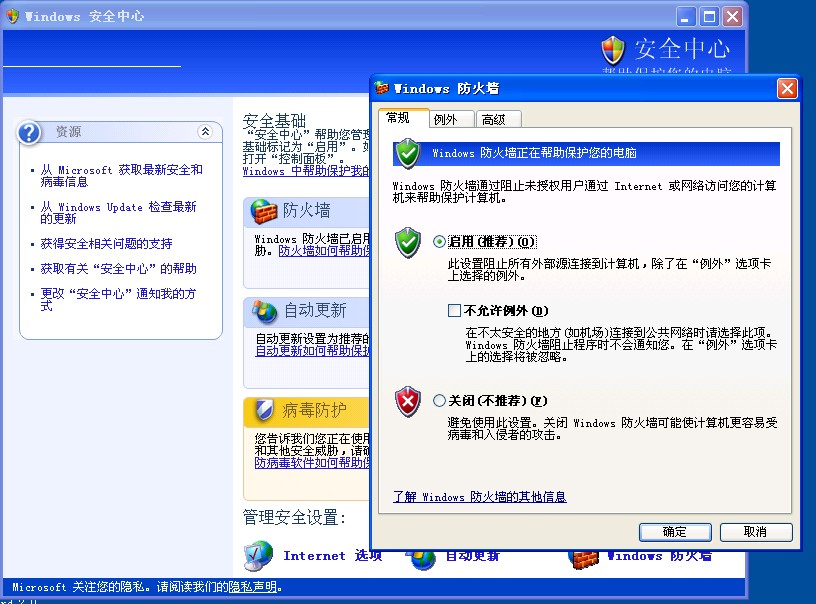 Windows 安全中心
安全中心
帮助保护您的电脑
资源
从 Microsoft 获取最新安全和
病毒信息
从 Windows Update 检查最新
的更新
获得安全相关问题的支持
获取有关“安全中心”的帮助
更改“安全中心”通知我的方
式
安全基础
“安全中心”帮助您管理
基础标记为“启用”。如
打开“控制面板”。
Windows 中帮助保护我的
防火墙
Windows 防火墙已启用
胁。防火墙如何帮助保
自动更新
自动更新设置为推荐的
自动更新如何帮助保护
病毒防护
您告诉我们您正在使用
和其他安全威胁，请确
防病毒软件如何帮助保
管理安全设置:
Internet 选项
自动更新
Windows 防火墙
Microsoft 关注您的隐私。请阅读我们的隐私声明。
Windows 防火墙
常规
例外
高级
Windows 防火墙正在帮助保护您的电脑
Windows 防火墙通过阻止未授权用户通过 Internet 或网络访问您的计算
机来帮助保护计算机。
启用(推荐)(O)
此设置阻止所有外部源连接到计算机，除了在“例外”选项卡
上选择的例外。
不允许例外(D)
在不太安全的地方(如机场)连接到公共网络时请选择此项。
Windows 防火墙阻止程序时不会通知您。在“例外”选项卡
上的选择将被忽略。
关闭(不推荐)(F)
避免使用此设置。关闭 Windows 防火墙可能使计算机更容易受
病毒和入侵者的攻击。
了解 Windows 防火墙的其他信息
确定
取消